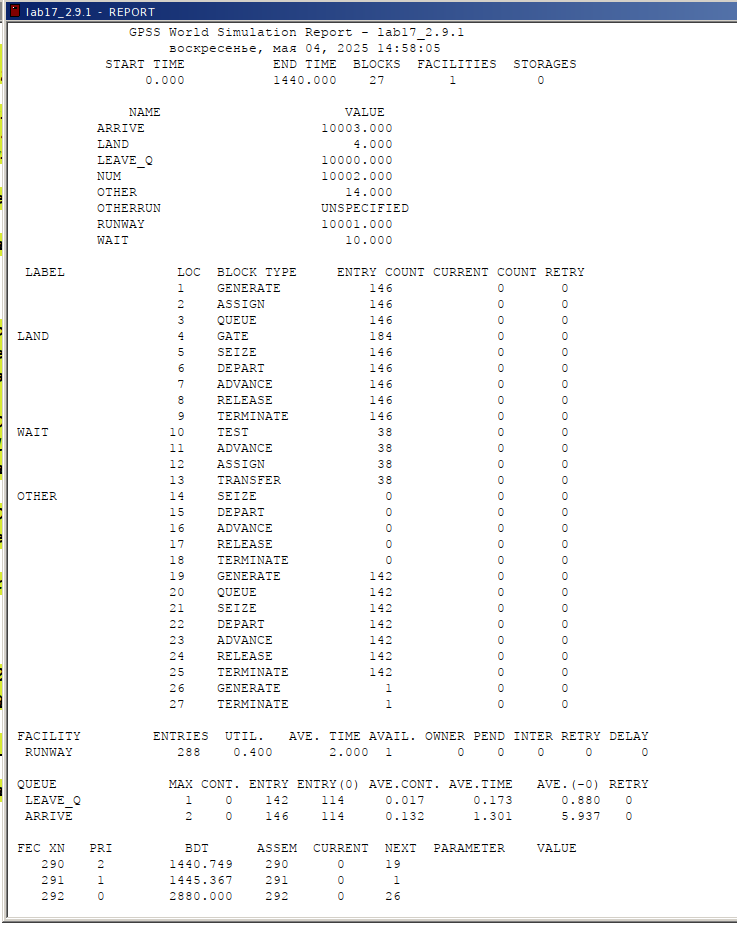 lab17_2.9.1 - REPORT
GPSS World Simulation Report - lab17_2.9.1
воскресенье, мая 04, 2025 14:58:05
START TIME END TIME BLOCKS FACILITIES STORAGES
0.000 1440.000 27 1 0
NAME VALUE
ARRIVE 10003.000
LAND 4.000
LEAVE_Q 10000.000
NUM 10002.000
OTHER 14.000
OTHERRUN UNSPECIFIED
RUNWAY 10001.000
WAIT 10.000
LABEL LOC BLOCK TYPE ENTRY COUNT CURRENT COUNT RETRY
1 GENERATE 146 0 0
2 ASSIGN 146 0 0
3 QUEUE 146 0 0
LAND 4 GATE 184 0 0
5 SEIZE 146 0 0
6 DEPART 146 0 0
7 ADVANCE 146 0 0
8 RELEASE 146 0 0
9 TERMINATE 146 0 0
WAIT 10 TEST 38 0 0
11 ADVANCE 38 0 0
12 ASSIGN 38 0 0
13 TRANSFER 38 0 0
OTHER 14 SEIZE 0 0 0
15 DEPART 0 0 0
16 ADVANCE 0 0 0
17 RELEASE 0 0 0
18 TERMINATE 0 0 0
19 GENERATE 142 0 0
20 QUEUE 142 0 0
21 SEIZE 142 0 0
22 DEPART 142 0 0
23 ADVANCE 142 0 0
24 RELEASE 142 0 0
25 TERMINATE 142 0 0
26 GENERATE 1 0 0
27 TERMINATE 1 0 0
FACILITY ENTRIES UTIL. AVE. TIME AVAIL. OWNER PEND INTER RETRY DELAY
RUNWAY 288 0.400 2.000 1 0 0 0 0 0
QUEUE MAX CONT. ENTRY ENTRY(0) AVE.CONT. AVE.TIME AVE.(-0) RETRY
LEAVE_Q 1 0 142 114 0.017 0.173 0.880 0
ARRIVE 2 0 146 114 0.132 1.301 5.937 0
FEC XN PRI BDT ASSEM CURRENT NEXT PARAMETER VALUE
290 2 1440.749 290 0 19
291 1 1445.367 291 0 1
292 0 2880.000 292 0 26